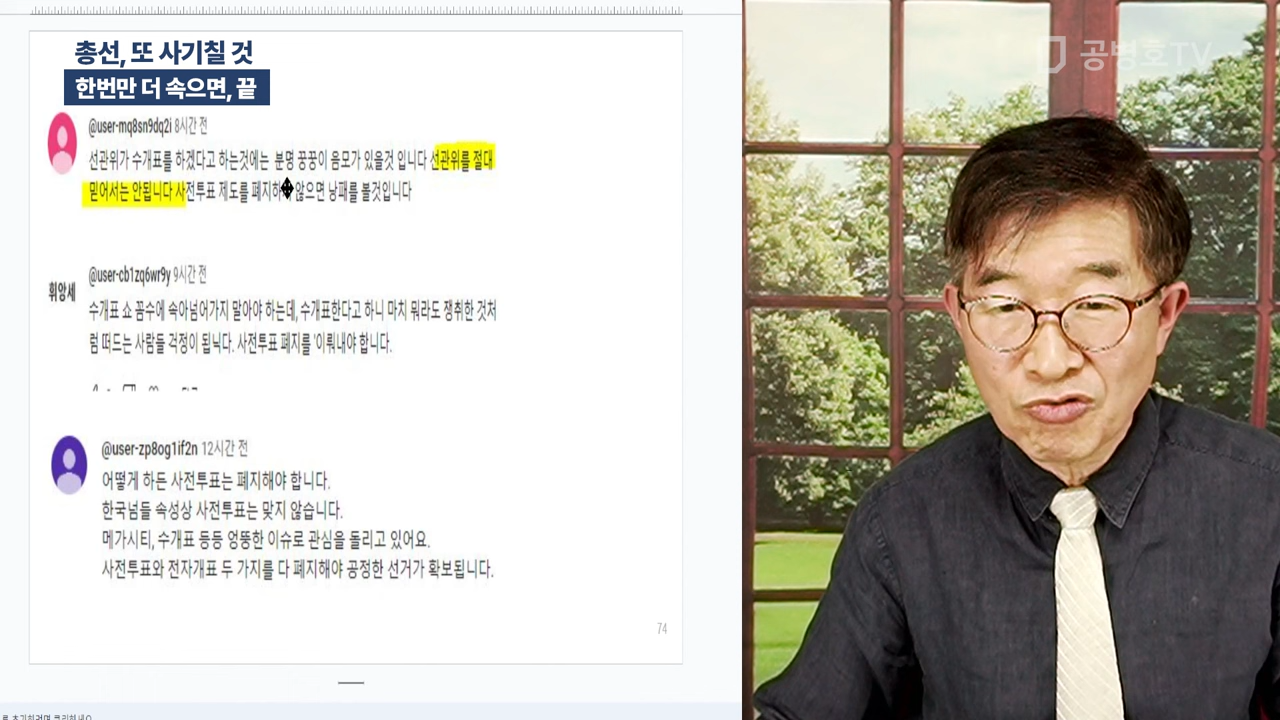 총선, 또 사기칠 것
한번만 더 속으면, 끝
공병호TV
@user-mq8sn9dq2i 8시간 전
선관위가 수개표를 하겠다고 하는것에는 분명 꿍꿍이 음모가 있을것 입니다 선관위를 절대
믿어서는 안됩니다 사전투표 제도를 폐지하� 않으면 낭패를 볼것입니다
@user-cb1zq6wr9y 9시간 전
휘앙세
수개표 쇼 꼼수에 속아넘어가지 말아야 하는데, 수개표한다고 하니 마치 뭐라도 쟁취한 것처
럼 떠드는 사람들 걱정이 됩닏다. 사전투표 폐지를 '이뤄내야 합니다.
@user-zp8og1if2n 12시간 전
어떻게 하든 사전투표는 폐지해야 합니다.
한국넘들 속성상 사전투표는 맞지 않습니다.
메가시티, 수개표 등등 엉뚱한 이슈로 관심을 돌리고 있어요.
사전투표와 전자개표 두 가지를 다 폐지해야 공정한 선거가 확보됩니다.
74